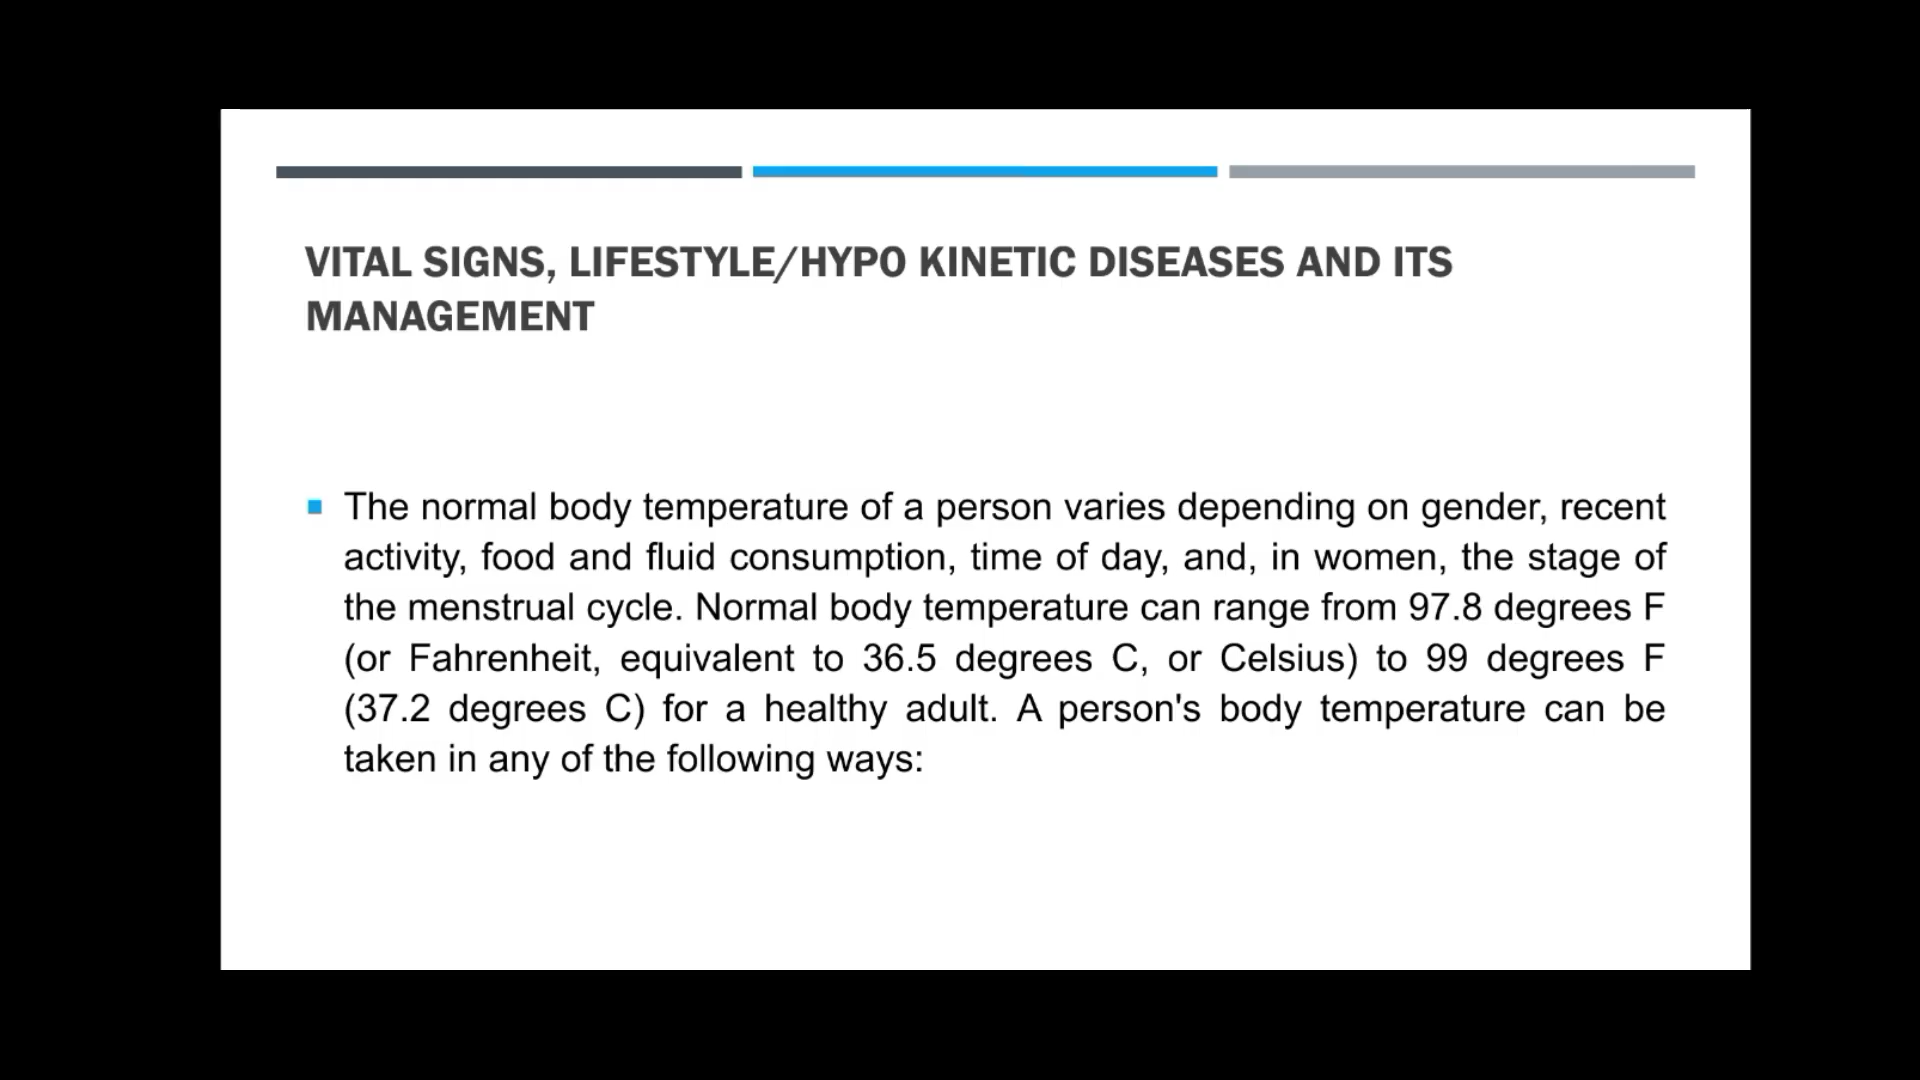 VITAL SIGNS, LIFESTYLE/HYPO KINETIC DISEASES AND ITS
MANAGEMENT
The normal body temperature of a person varies depending on gender, recent
activity, food and fluid consumption, time of day, and, in women, the stage of
the menstrual cycle. Normal body temperature can range from 97.8 degrees F
(or Fahrenheit, equivalent to 36.5 degrees C, or Celsius) to 99 degrees F
(37.2 degrees C) for a healthy adult. A person's body temperature can be
taken in any of the following ways: